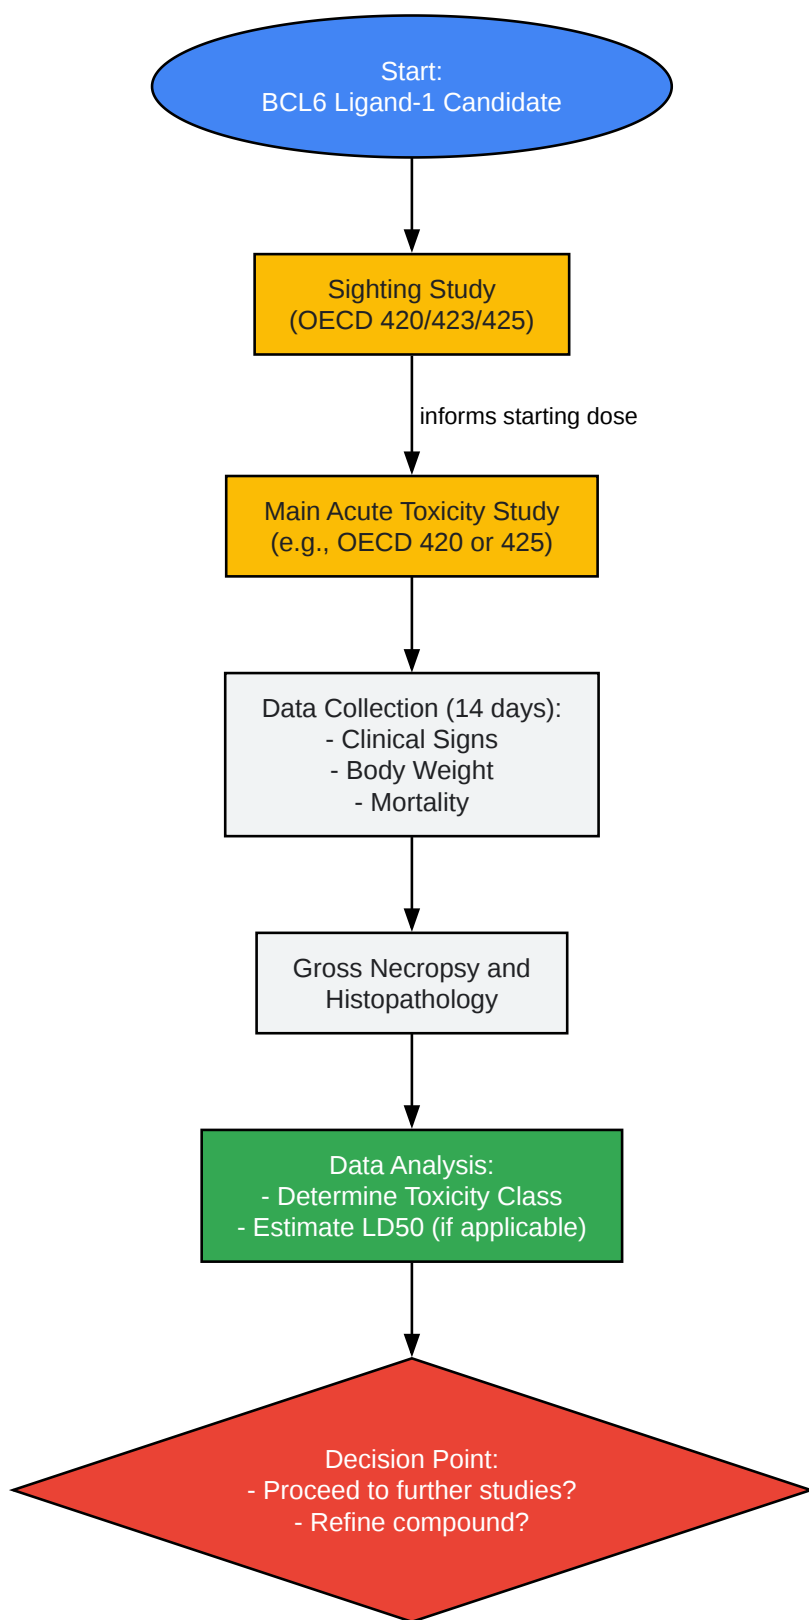 Start:
BCL6 Ligand-1 Candidate
Sighting Study
(OECD 420/423/425)
informs starting dose
Main Acute Toxicity Study
(e.g., OECD 420 or 425)
Data Collection (14 days):
- Clinical Signs
- Body Weight
- Mortality
Gross Necropsy and
Histopathology
Data Analysis:
- Determine Toxicity Class
- Estimate LD50 (if applicable)
Decision Point:
- Proceed to further studies?
- Refine compound?